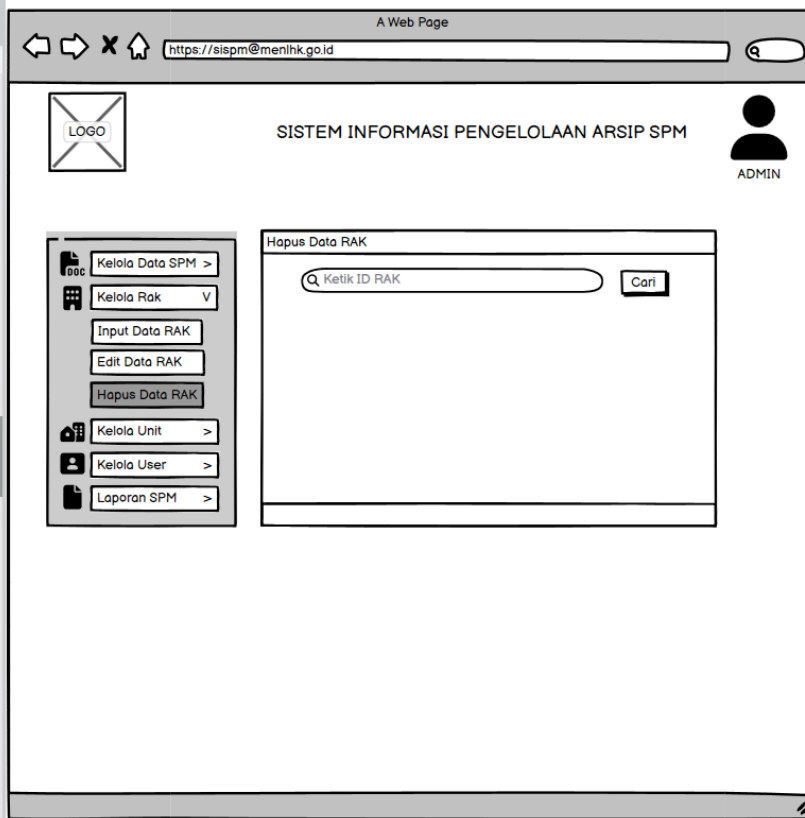 A Web Page
https://sispm@menlhk.go.id
LOGO
SISTEM INFORMASI PENGELOLAAN ARSIP SPM
ADMIN
DOC
Kelola Data SPM >
Kelola Rak V
Input Data RAK
Edit Data RAK
Hapus Data RAK
Kelola Unit >
Kelola User >
Laporan SPM >
Hapus Data RAK
Ketik ID RAK
Cari